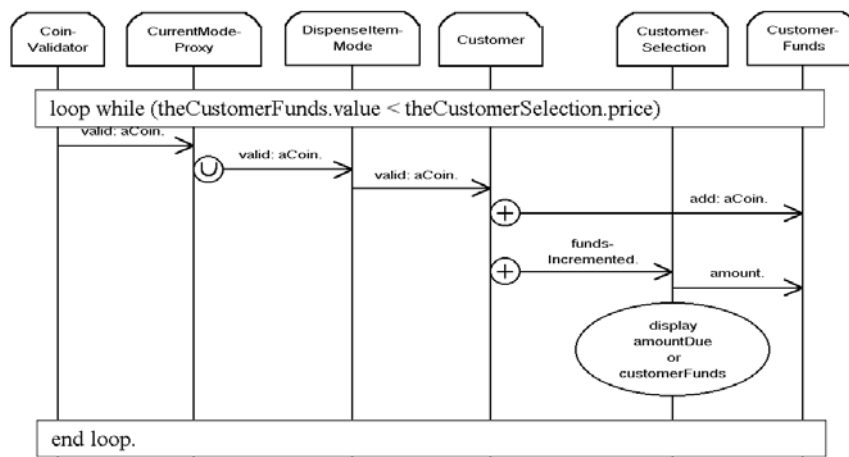 Coin-
Validator
CurrentMode-
Proxy
DispenseItem-
Mode
Customer
Customer-
Selection
Customer-
Funds
loop while (theCustomerFunds.value < theCustomerSelection.price)
valid: aCoin.
valid: aCoin.
valid: aCoin.
add: aCoin.
funds-
Incremented.
amount.
display
amountDue
or
customerFunds
end loop.